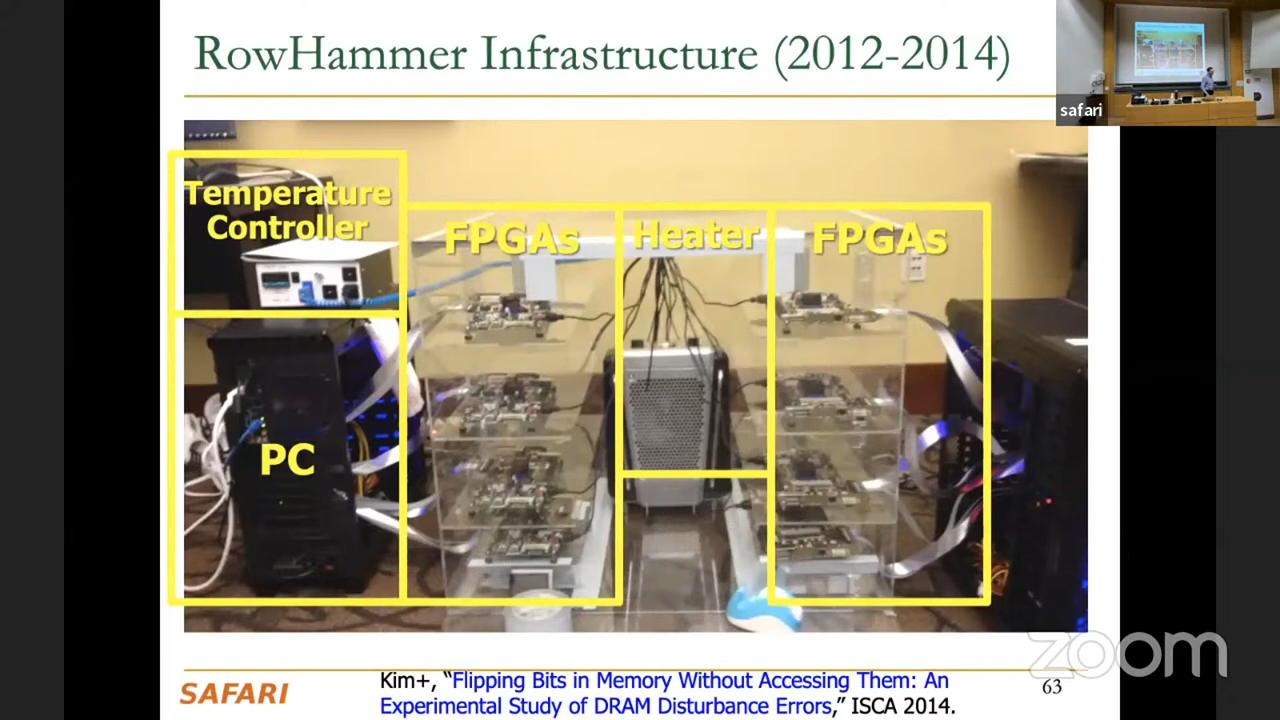 RowHammer Infrastructure (2012-2014)
safari
Temperature
Controller
FPGAs
Heater
FPGAs
PC
zoom
SAFARI
Kim+, “Flipping Bits in Memory Without Accessing Them: An
Experimental Study of DRAM Disturbance Errors,” ISCA 2014.
63